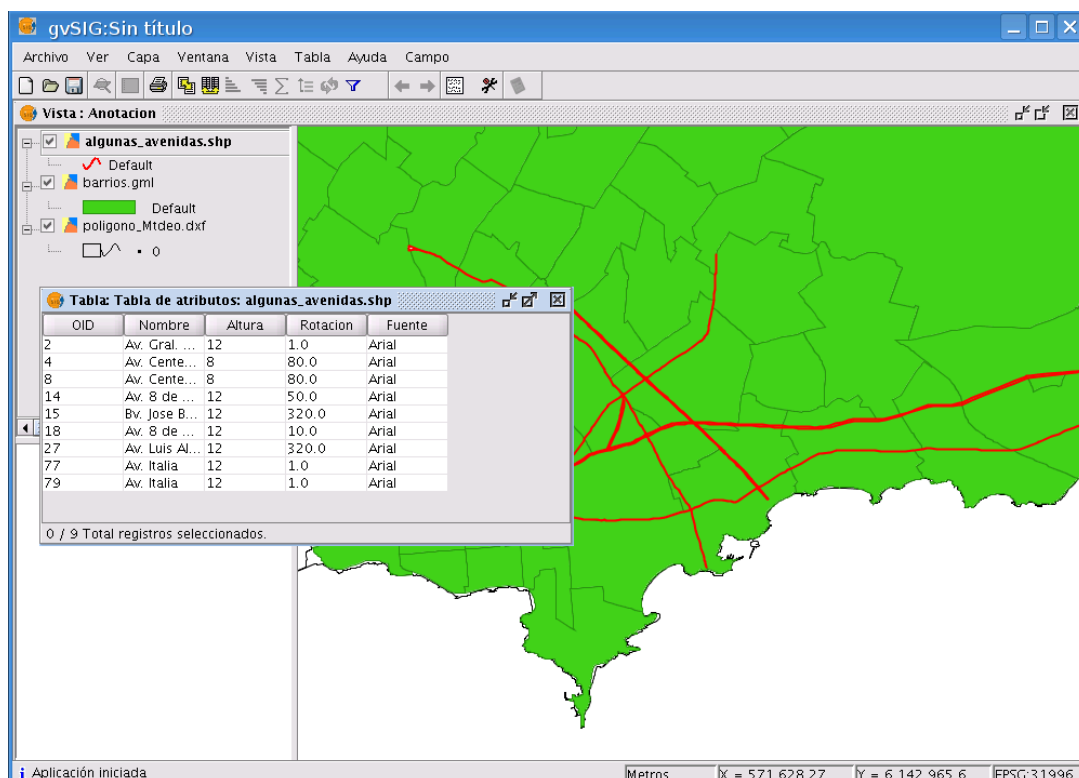 gvSIG:Sin título
Archivo Ver Capa Ventana Vista Tabla Ayuda Campo
Vista : Anotacion
algunas_avenidas.shp
Default
barrios.gml
Default
poligono_Mtdeo.dxf
0
Tabla: Tabla de atributos: algunas_avenidas.shp
OID Nombre Altura Rotacion Fuente
2 Av. Gral. ... 12 1.0 Arial
4 Av. Cente... 8 80.0 Arial
8 Av. Cente... 8 80.0 Arial
14 Av. 8 de ... 12 50.0 Arial
15 Bv. Jose B... 12 320.0 Arial
18 Av. 8 de ... 12 10.0 Arial
27 Av. Luis Al... 12 320.0 Arial
77 Av. Italia 12 1.0 Arial
79 Av. Italia 12 1.0 Arial
0 / 9 Total registros seleccionados.
Aplicación iniciada Metros X = 571.628,27 Y = 6.142.965,6 EPSG:31996